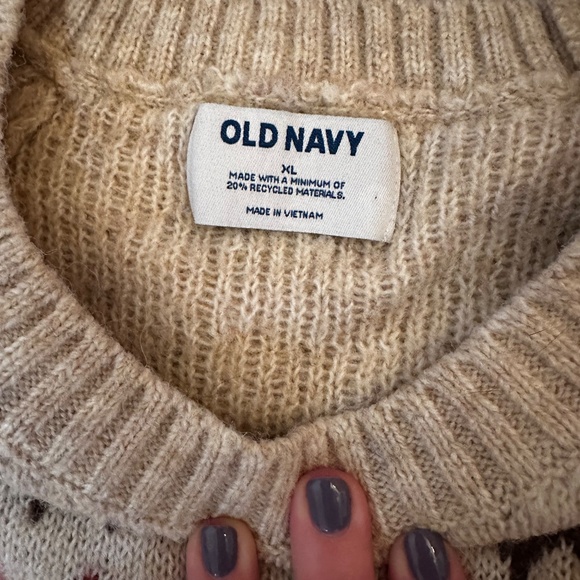 OLD NAVY
XL
MADE WITH A MINIMUM OF
20% RECYCLED MATERIALS.
MADE IN VIETNAM